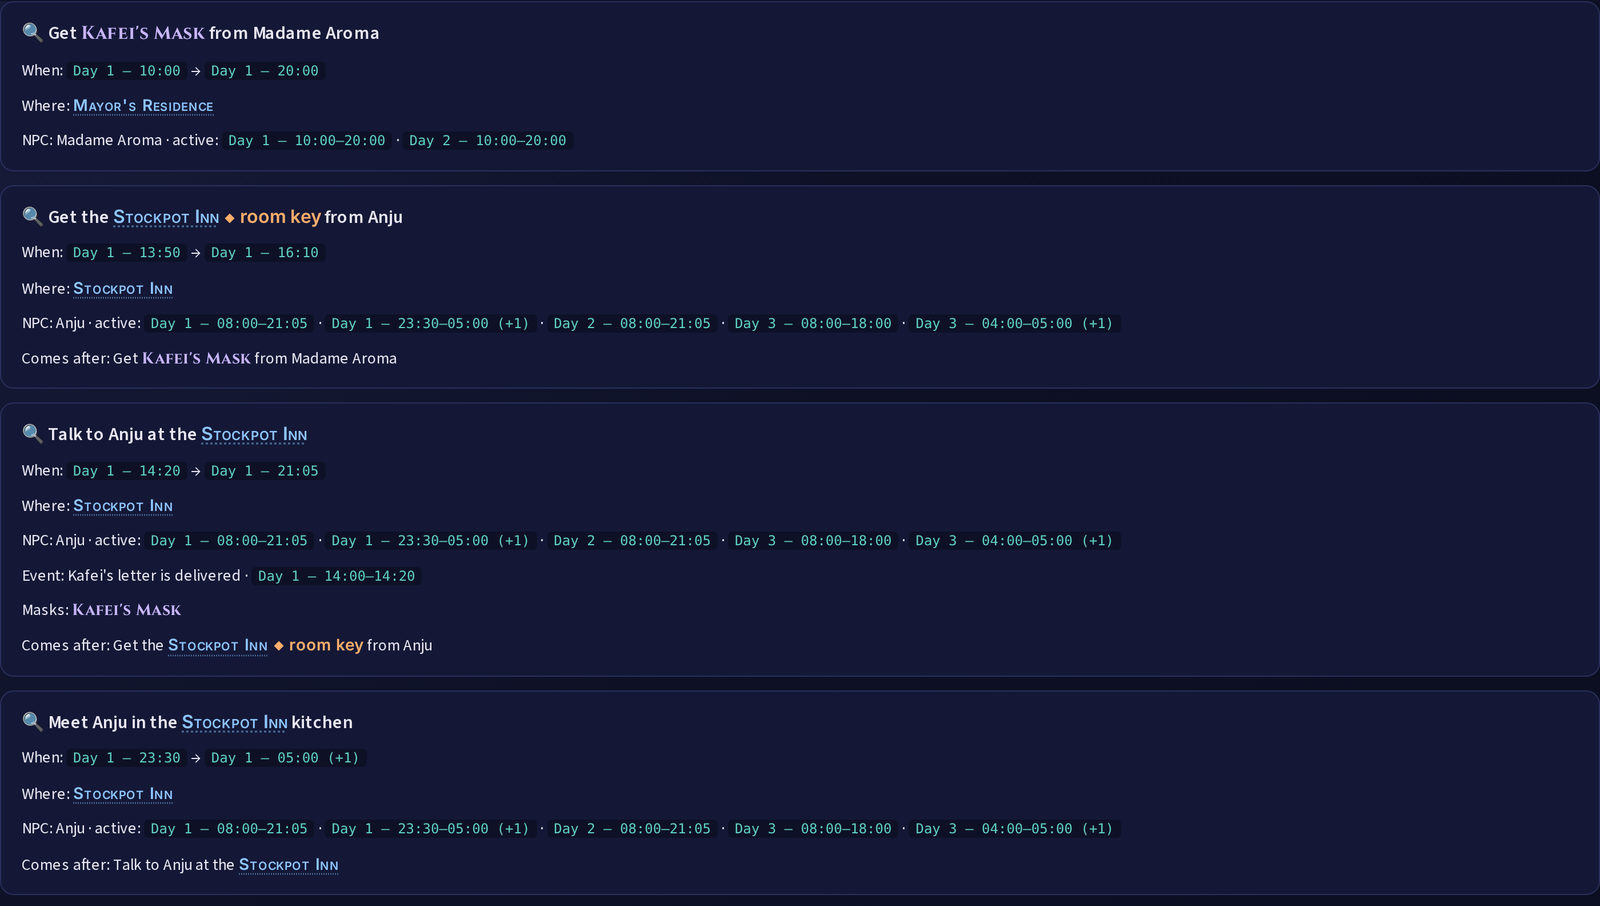 🔍 Get Kafei's Mask from Madame Aroma
When: Day 1 — 10:00 → Day 1 — 20:00
Where: Mayor's Residence
NPC: Madame Aroma · active: Day 1 — 10:00–20:00 · Day 2 — 10:00–20:00
🔍 Get the Stockpot Inn ◆ room key from Anju
When: Day 1 — 13:50 → Day 1 — 16:10
Where: Stockpot Inn
NPC: Anju · active: Day 1 — 08:00–21:05 · Day 1 — 23:30–05:00 (+1) · Day 2 — 08:00–21:05 · Day 3 — 08:00–18:00 · Day 3 — 04:00–05:00 (+1)
Comes after: Get Kafei's Mask from Madame Aroma
🔍 Talk to Anju at the Stockpot Inn
When: Day 1 — 14:20 → Day 1 — 21:05
Where: Stockpot Inn
NPC: Anju · active: Day 1 — 08:00–21:05 · Day 1 — 23:30–05:00 (+1) · Day 2 — 08:00–21:05 · Day 3 — 08:00–18:00 · Day 3 — 04:00–05:00 (+1)
Event: Kafei's letter is delivered · Day 1 — 14:00–14:20
Masks: Kafei's Mask
Comes after: Get the Stockpot Inn ◆ room key from Anju
🔍 Meet Anju in the Stockpot Inn kitchen
When: Day 1 — 23:30 → Day 1 — 05:00 (+1)
Where: Stockpot Inn
NPC: Anju · active: Day 1 — 08:00–21:05 · Day 1 — 23:30–05:00 (+1) · Day 2 — 08:00–21:05 · Day 3 — 08:00–18:00 · Day 3 — 04:00–05:00 (+1)
Comes after: Talk to Anju at the Stockpot Inn